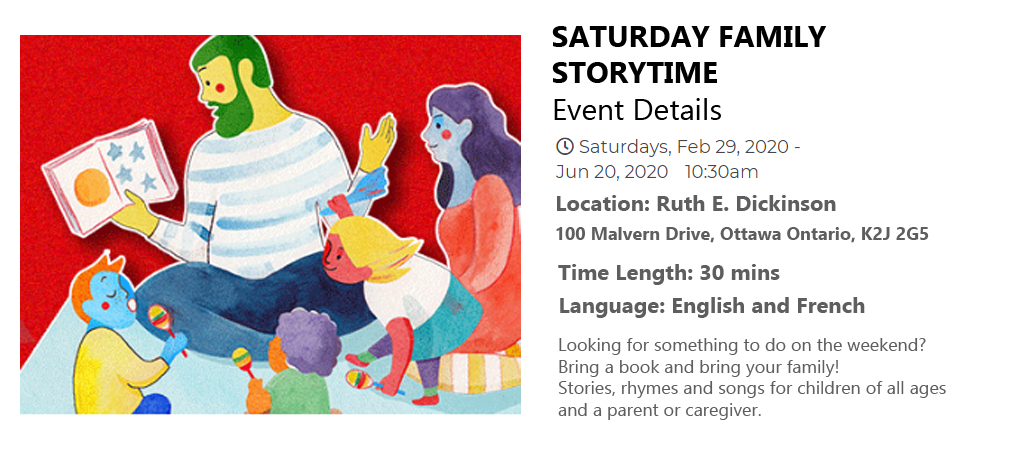 SATURDAY FAMILY
STORYTIME
Event Details
Saturdays, Feb 29, 2020 -
Jun 20, 2020 10:30am
Location: Ruth E. Dickinson
100 Malvern Drive, Ottawa Ontario, K2J 2G5
Time Length: 30 mins
Language: English and French
Looking for something to do on the weekend?
Bring a book and bring your family!
Stories, rhymes and songs for children of all ages
and a parent or caregiver.